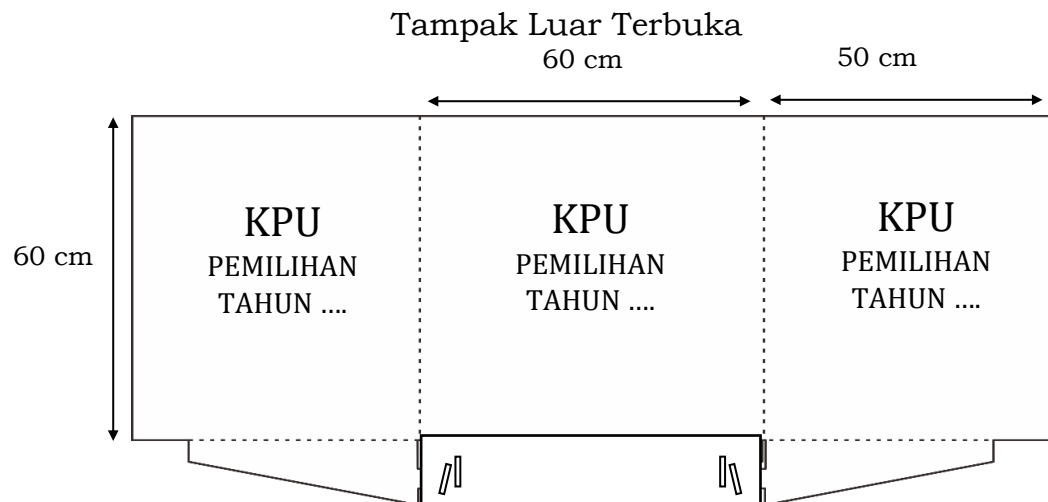 Tampak Luar Terbuka
60 cm
50 cm
60 cm
KPU
PEMILIHAN
TAHUN ....
KPU
PEMILIHAN
TAHUN ....
KPU
PEMILIHAN
TAHUN ....